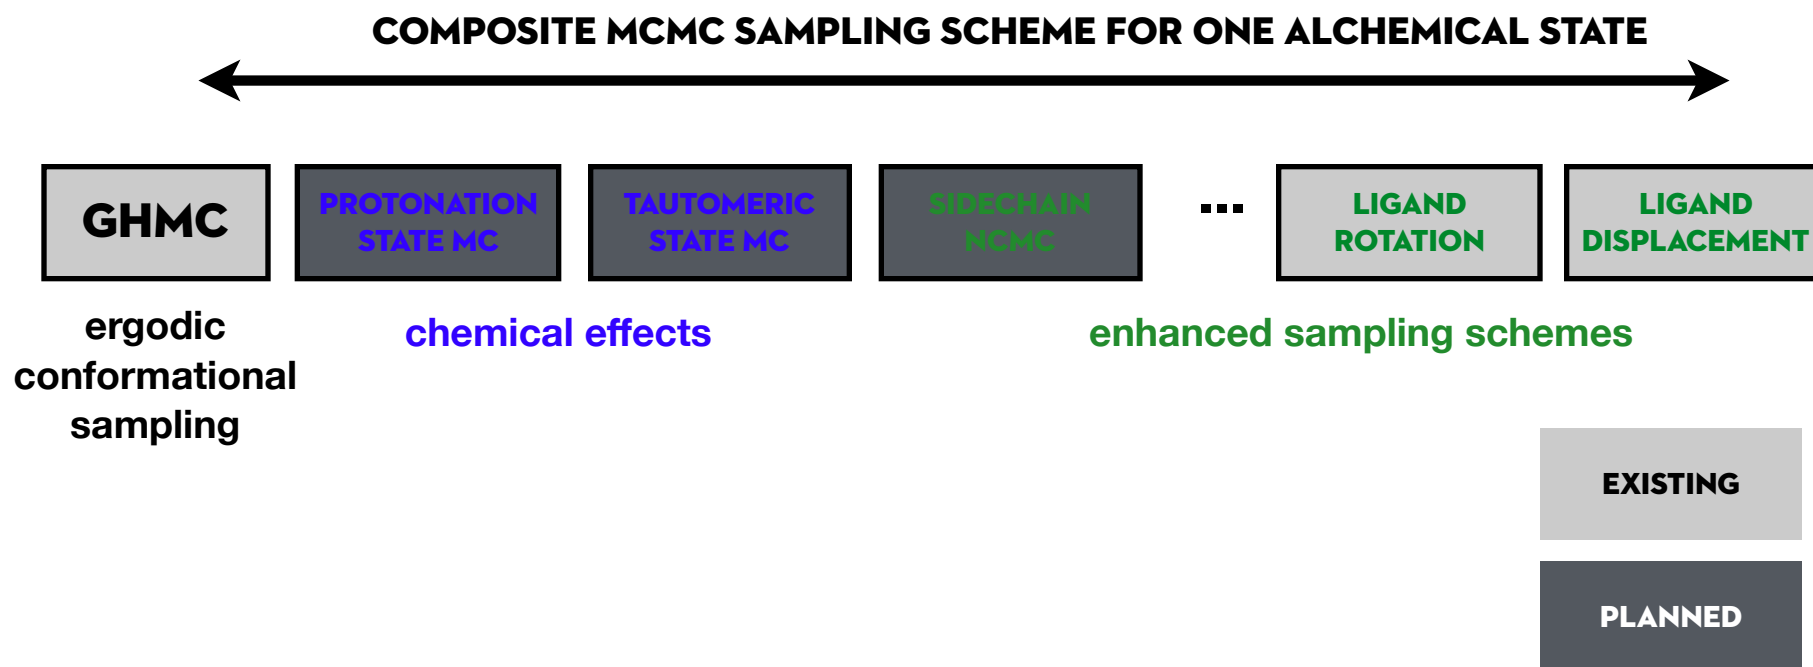 COMPOSITE MCMC SAMPLING SCHEME FOR ONE ALCHEMICAL STATE
GHMC
PROTONATION
STATE MC
TAUTOMERIC
STATE MC
SIDECHAIN
NCMC
...
LIGAND
ROTATION
LIGAND
DISPLACEMENT
ergodic
conformational
sampling
chemical effects
enhanced sampling schemes
EXISTING
PLANNED